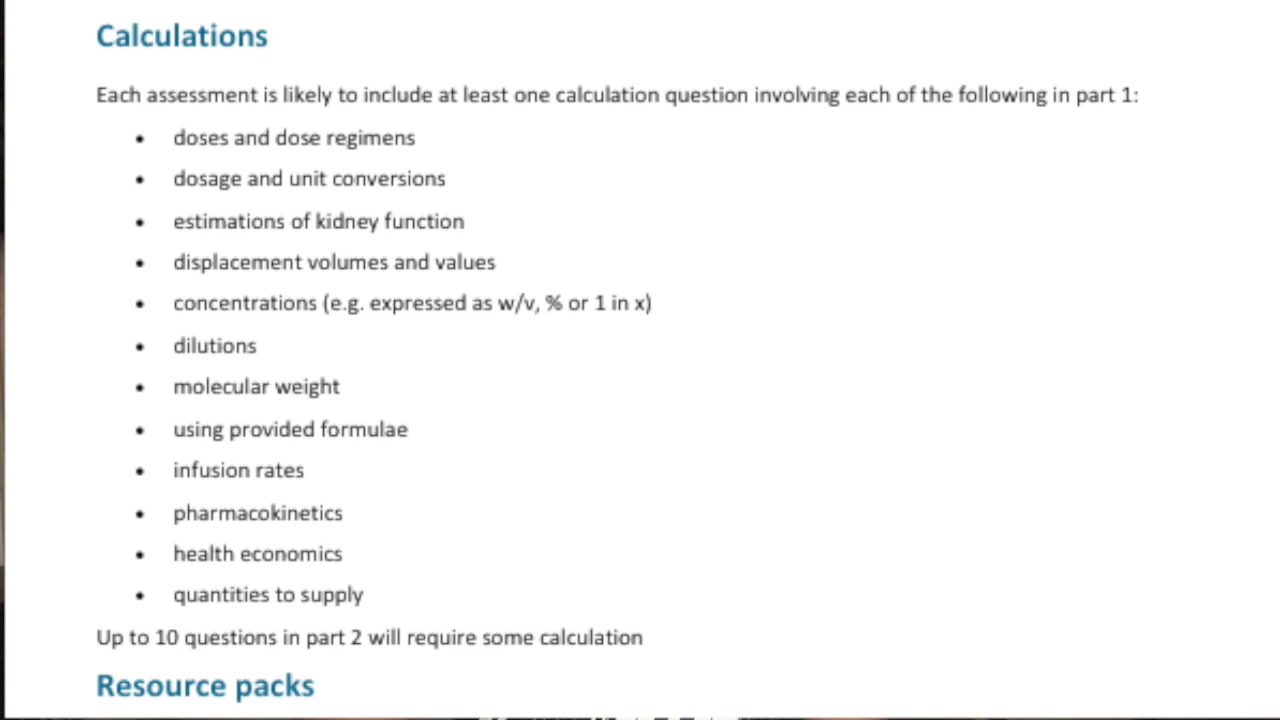 Calculations
Each assessment is likely to include at least one calculation question involving each of the following in part 1:
• doses and dose regimens
• dosage and unit conversions
• estimations of kidney function
• displacement volumes and values
• concentrations (e.g. expressed as w/v, % or 1 in x)
• dilutions
• molecular weight
• using provided formulae
• infusion rates
• pharmacokinetics
• health economics
• quantities to supply
Up to 10 questions in part 2 will require some calculation
Resource packs